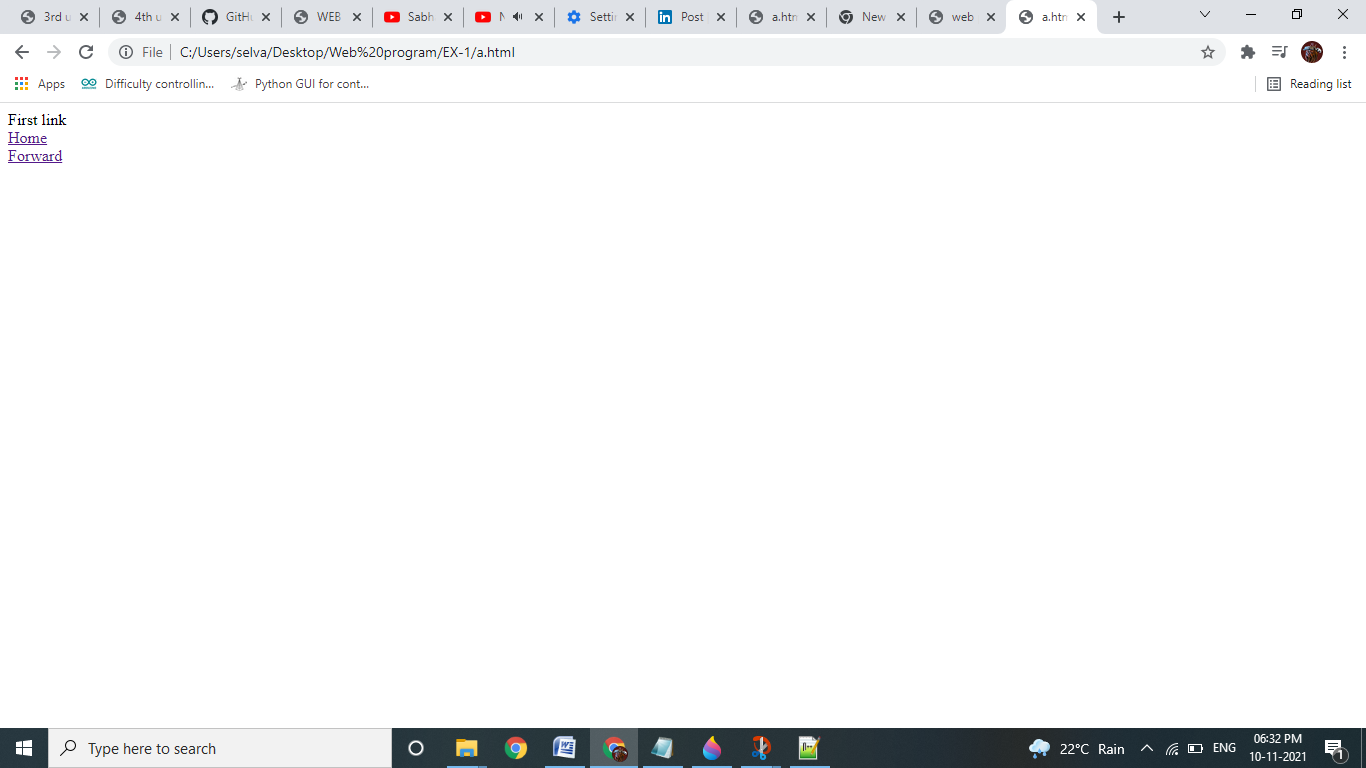 3rd u
4th u
GitHu
WEB
Sabh
N
Settin
Post
a.htm
New
web
a.htm
File
C:/Users/selva/Desktop/Web%20program/EX-1/a.html
Apps
Difficulty controllin...
Python GUI for cont...
Reading list
First link
Home
Forward
Type here to search
22°C Rain
ENG
06:32 PM
10-11-2021
1